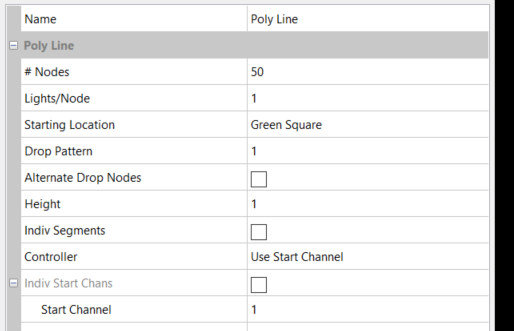 Name Poly Line
Poly Line
# Nodes 50
Lights/Node 1
Starting Location Green Square
Drop Pattern 1
Alternate Drop Nodes
Height 1
Indiv Segments
Controller Use Start Channel
Indiv Start Chans
Start Channel 1